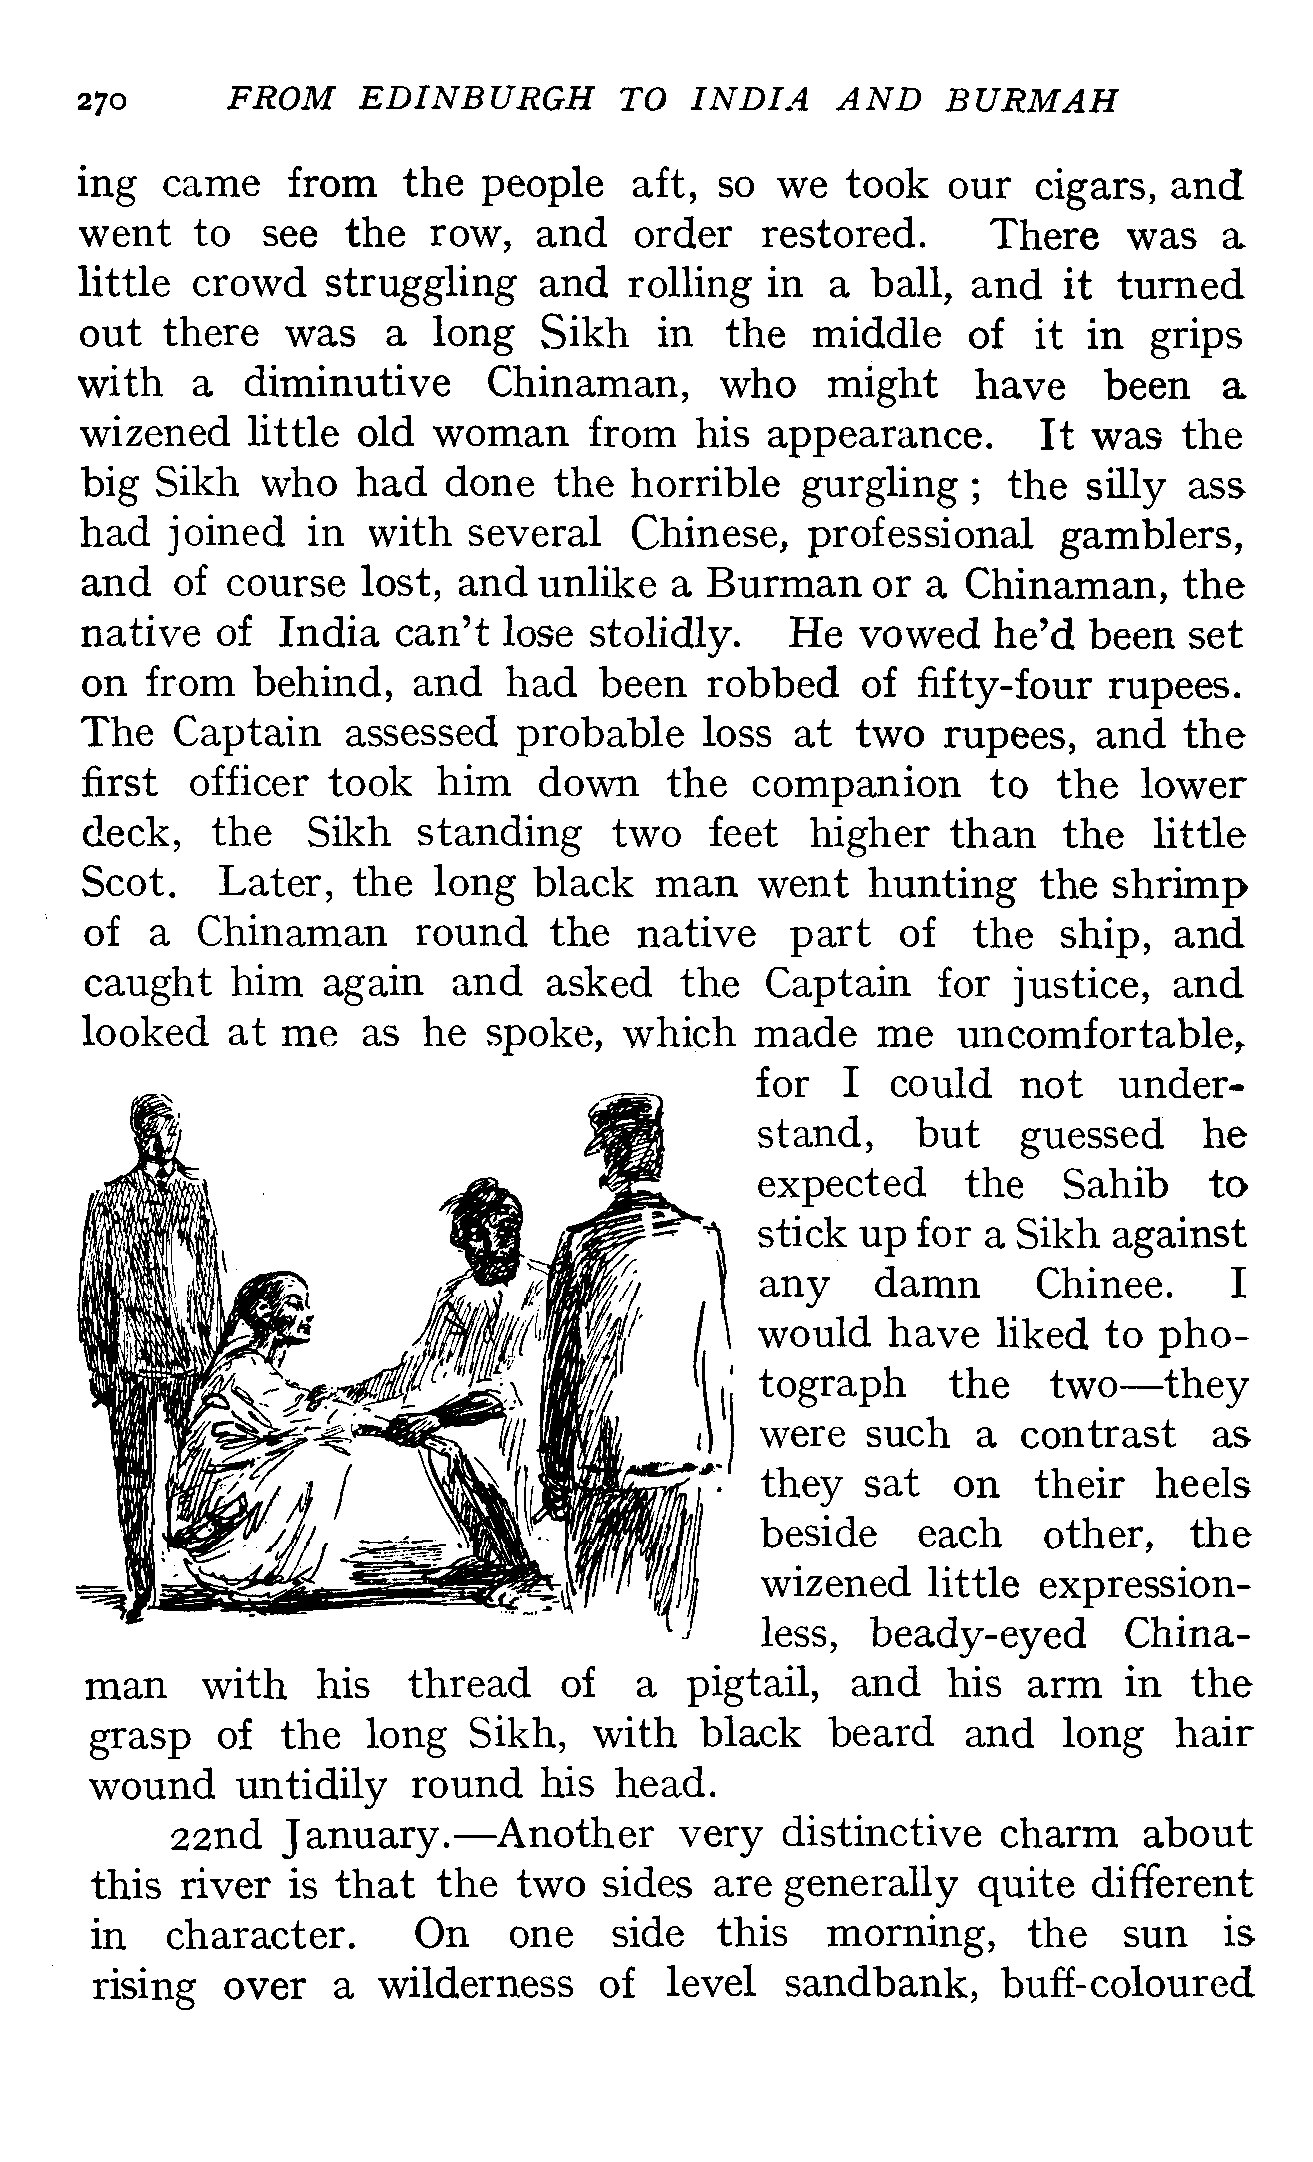 270 FROM EDINBURGH TO INDIA AND BURMAH
ing came from the people aft, so we took our cigars, and
went to see the row, and order restored. There was a
little crowd struggling and rolling in a ball, and it turned
out there was a long Sikh in the middle of it in grips
with a diminutive Chinaman, who might have been a
wizened little old woman from his appearance. It was the
big Sikh who had done the horrible gurgling ; the silly ass
had joined in with several Chinese, professional gamblers,
and of course lost, and unlike a Burman or a Chinaman, the
native of India can't lose stolidly. He vowed he'd been set
on from behind, and had been robbed of fifty-four rupees.
The Captain assessed probable loss at two rupees, and the
first officer took him down the companion to the lower
deck, the Sikh standing two feet higher than the little
Scot. Later, the long black man went hunting the shrimp
of a Chinaman round the native part of the ship, and
caught him again and asked the Captain for justice, and
looked at me as he spoke, which made me uncomfortable,
for I could not under-
stand, but guessed he
expected the Sahib to
stick up for a Sikh against
any damn Chinee. I
would have liked to pho-
tograph the two—they
were such a contrast as
they sat on their heels
beside each other, the
wizened little expression-
less, beady-eyed China-
man with his thread of a pigtail, and his arm in the
grasp of the long Sikh, with black beard and long hair
wound untidily round his head.
22nd January.—Another very distinctive charm about
this river is that the two sides are generally quite different
in character. On one side this morning, the sun is
rising over a wilderness of level sandbank, buff-coloured